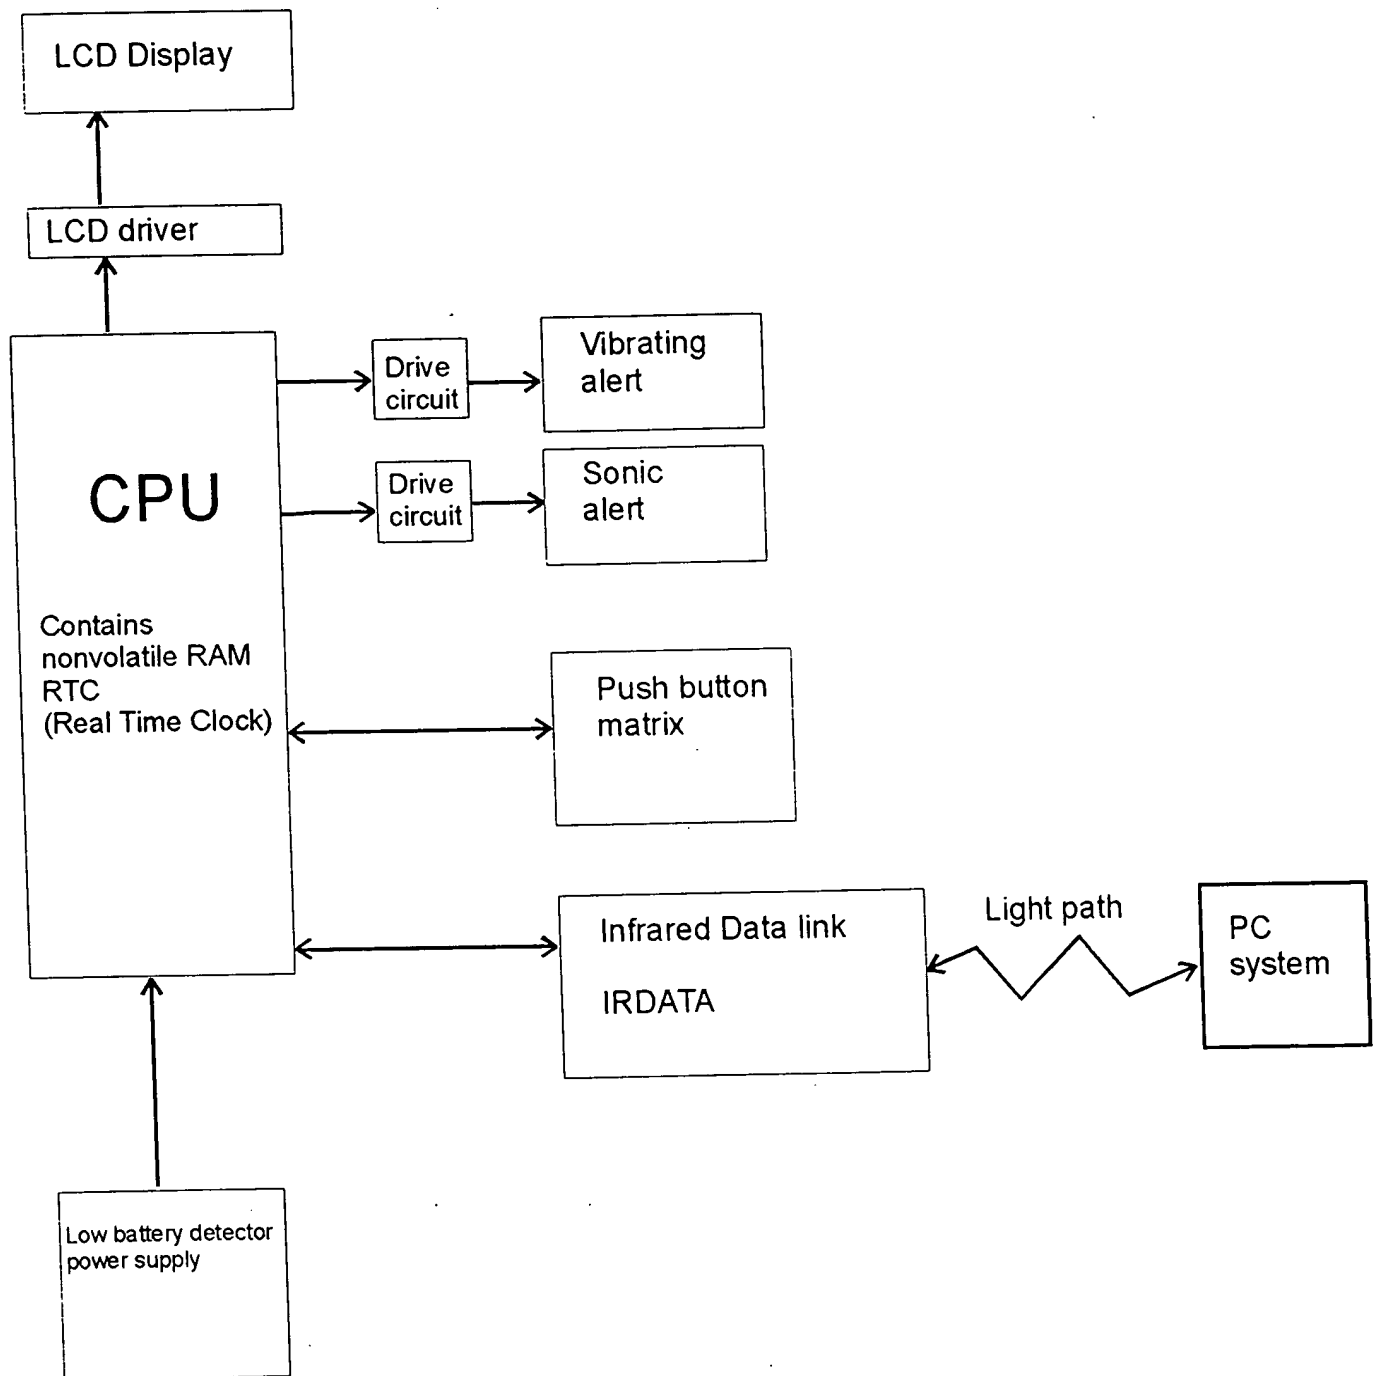 LCD Display
LCD driver
Drive
circuit
Vibrating
alert
CPU
Drive
circuit
Sonic
alert
Contains
nonvolatile RAM
RTC
(Real Time Clock)
Push button
matrix
Infrared Data link
IRDATA
Light path
PC
system
Low battery detector
power supply